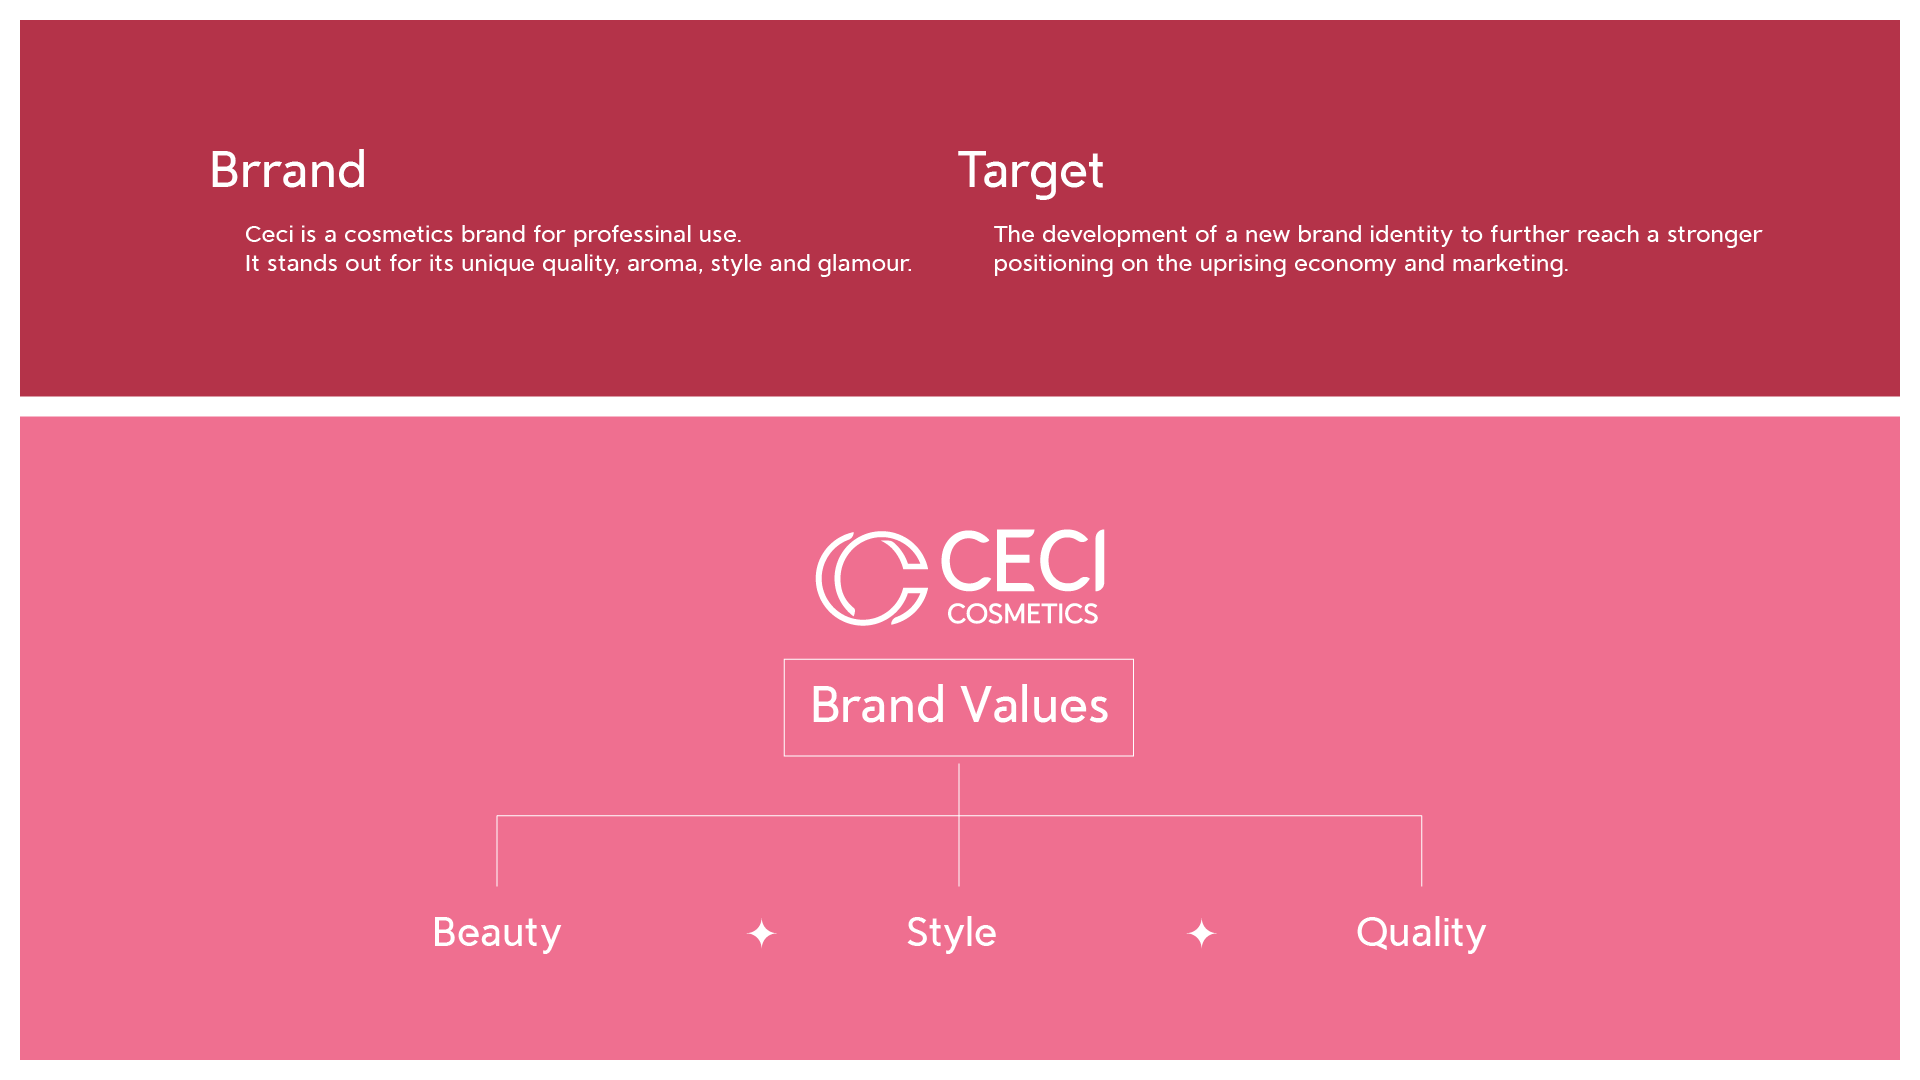 Brrand
Ceci is a cosmetics brand for professinal use.
It stands out for its unique quality, aroma, style and glamour.
Target
The development of a new brand identity to further reach a stronger
positioning on the uprising economy and marketing.
CECI
COSMETICS
Brand Values
Beauty
Style
Quality